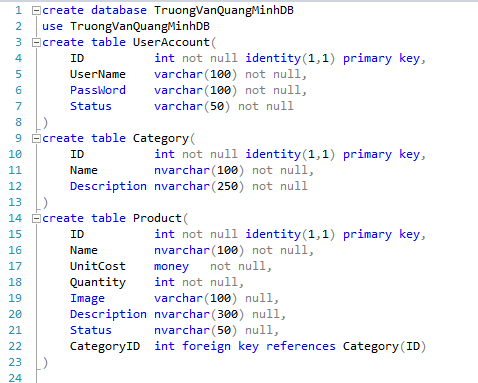 1 create database TruongVanQuangMinhDB
2 use TruongVanQuangMinhDB
3 create table UserAccount(
4 ID int not null identity(1,1) primary key,
5 UserName varchar(100) not null,
6 PassWord varchar(100) not null,
7 Status varchar(50) not null
8 )
9 create table Category(
10 ID int not null identity(1,1) primary key,
11 Name nvarchar(100) not null,
12 Description nvarchar(250) not null
13 )
14 create table Product(
15 ID int not null identity(1,1) primary key,
16 Name nvarchar(100) not null,
17 UnitCost money not null,
18 Quantity int not null,
19 Image varchar(100) null,
20 Description nvarchar(300) null,
21 Status nvarchar(50) null,
22 CategoryID int foreign key references Category(ID)
23 )
24